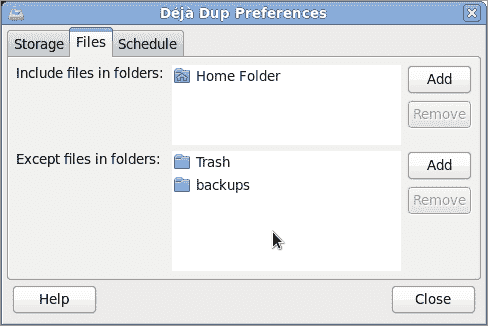 Déjà Dup Preferences
Storage Files Schedule
Include files in folders: Home Folder Add
Remove
Except files in folders: Trash Add
backups
Remove
Help Close